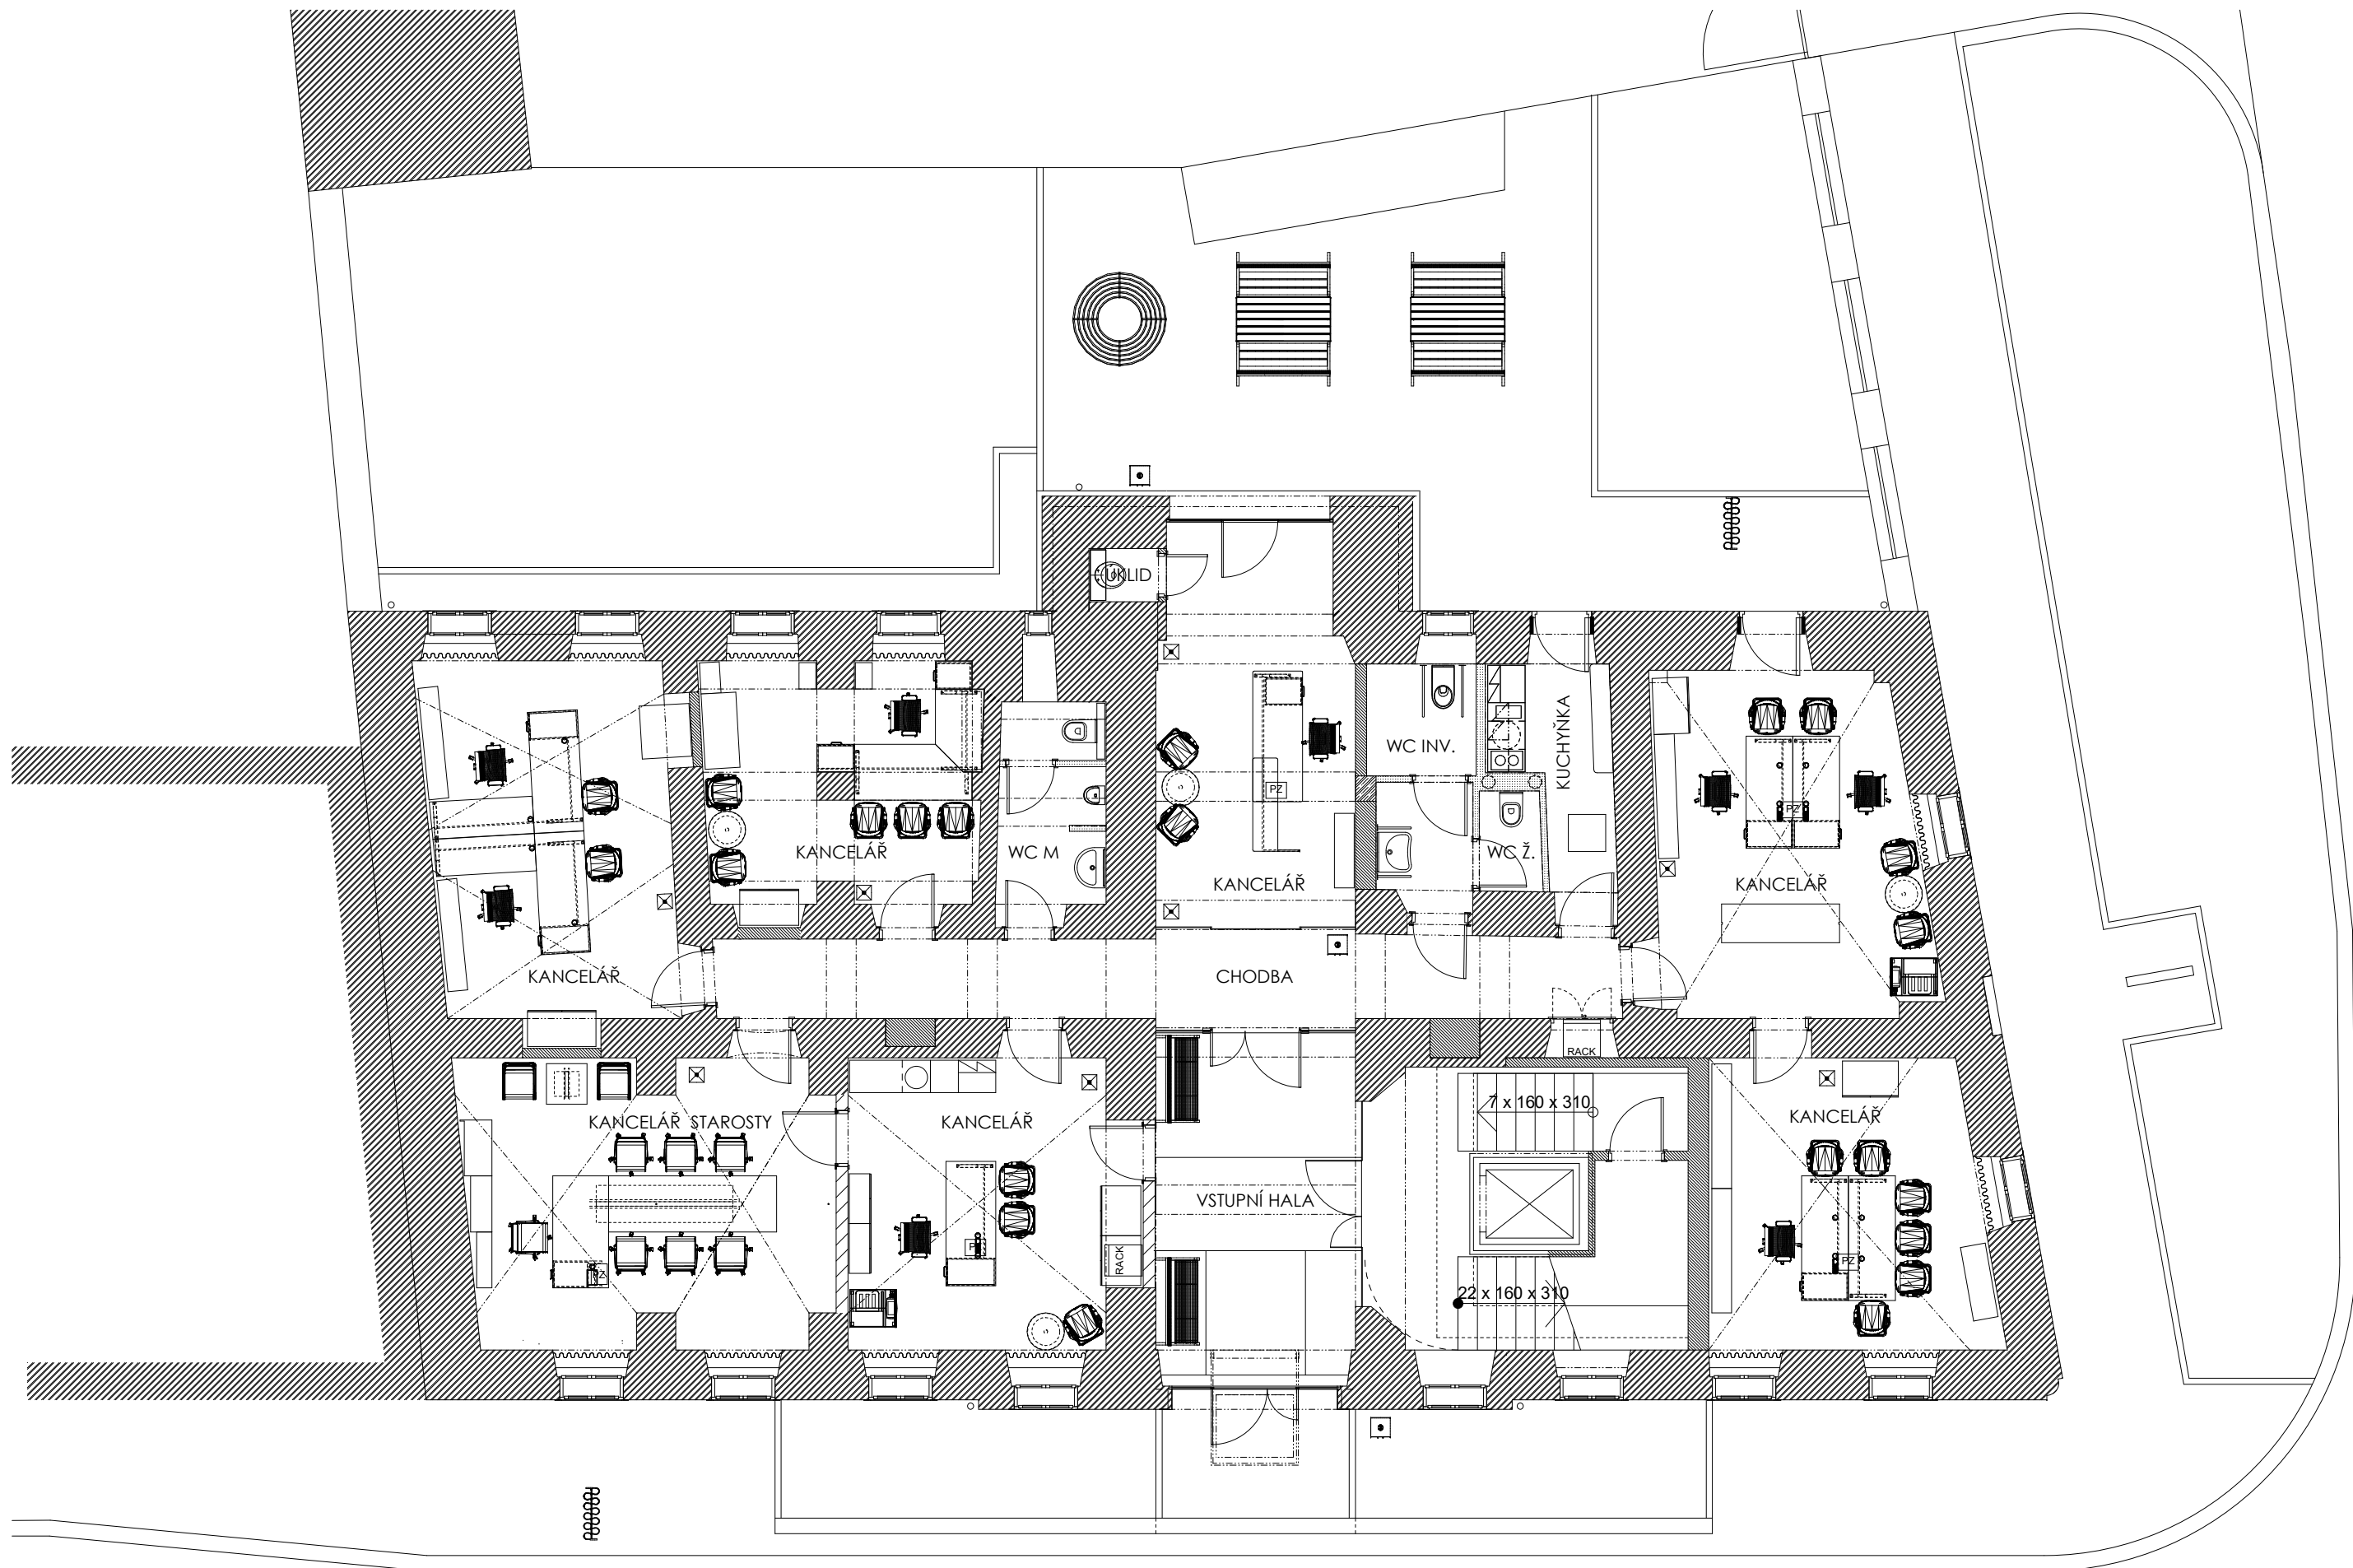 ÚKLID
WC INV.
KUCHYŇKA
PZ
PZ
KANCELÁŘ
WC M
WC Ž.
KANCELÁŘ
KANCELÁŘ
KANCELÁŘ
CHODBA
RACK
7 x 160 x 310
KANCELÁŘ STAROSTY
KANCELÁŘ
KANCELÁŘ
VSTUPNÍ HALA
RACK
PZ
22 x 160 x 310